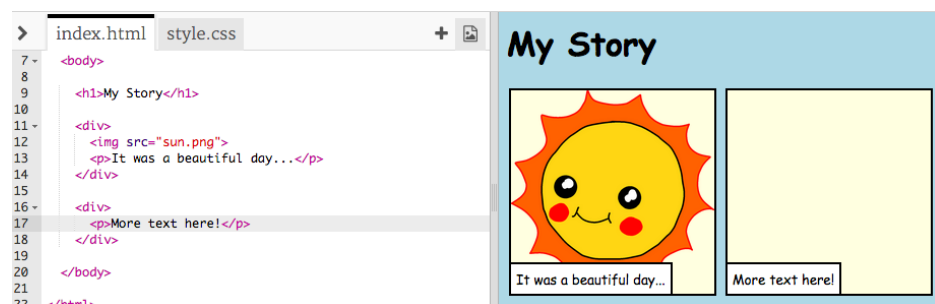 index.html style.css
7 <body>
8
9 <h1>My Story</h1>
10
11 <div>
12 <img src="sun.png">
13 <p>It was a beautiful day...</p>
14 </div>
15
16 <div>
17 <p>More text here!</p>
18 </div>
19
20 </body>
21
22 </html>
My Story
It was a beautiful day...
More text here!